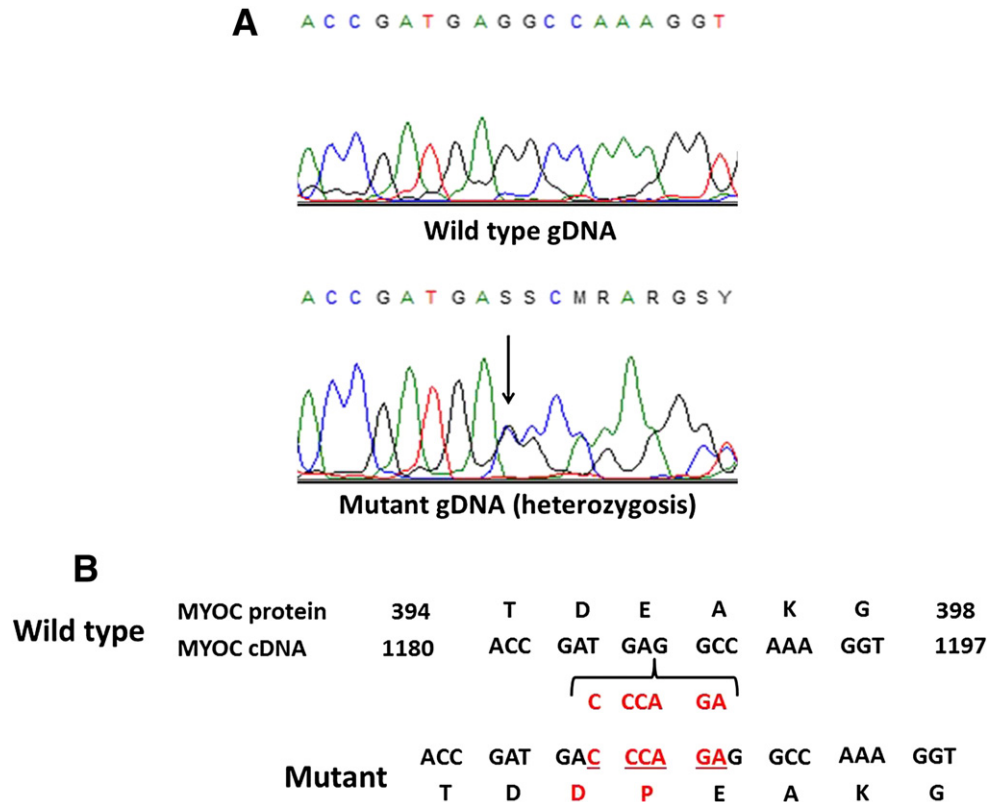 A
A C C G A T G A G G C C A A A G G T
Wild type gDNA
A C C G A T G A S S C M R A R G S Y
Mutant gDNA (heterozygosis)
B
Wild type
MYOC protein 394 T D E A K G 398
MYOC cDNA 1180 ACC GAT GAG GCC AAA GGT 1197
C CCA GA
Mutant
ACC GAT GAC CCA GAG GCC AAA GGT
T D D P E A K G